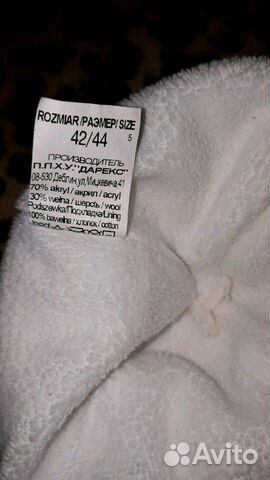 ROZMIAR/РАЗМЕР/SIZE
42/44 5
ПРОИЗВОДИТЕЛЬ
П.П.Х.У."ДАРЕКС"
08-530 Деблин,ул.Мицкевича 41
70% akryl / акрил / acryl
30% wełna / шерсть / wool
Podszewka/Подкладка/Lining
100% bawełna / хлопок / cotton
Avito